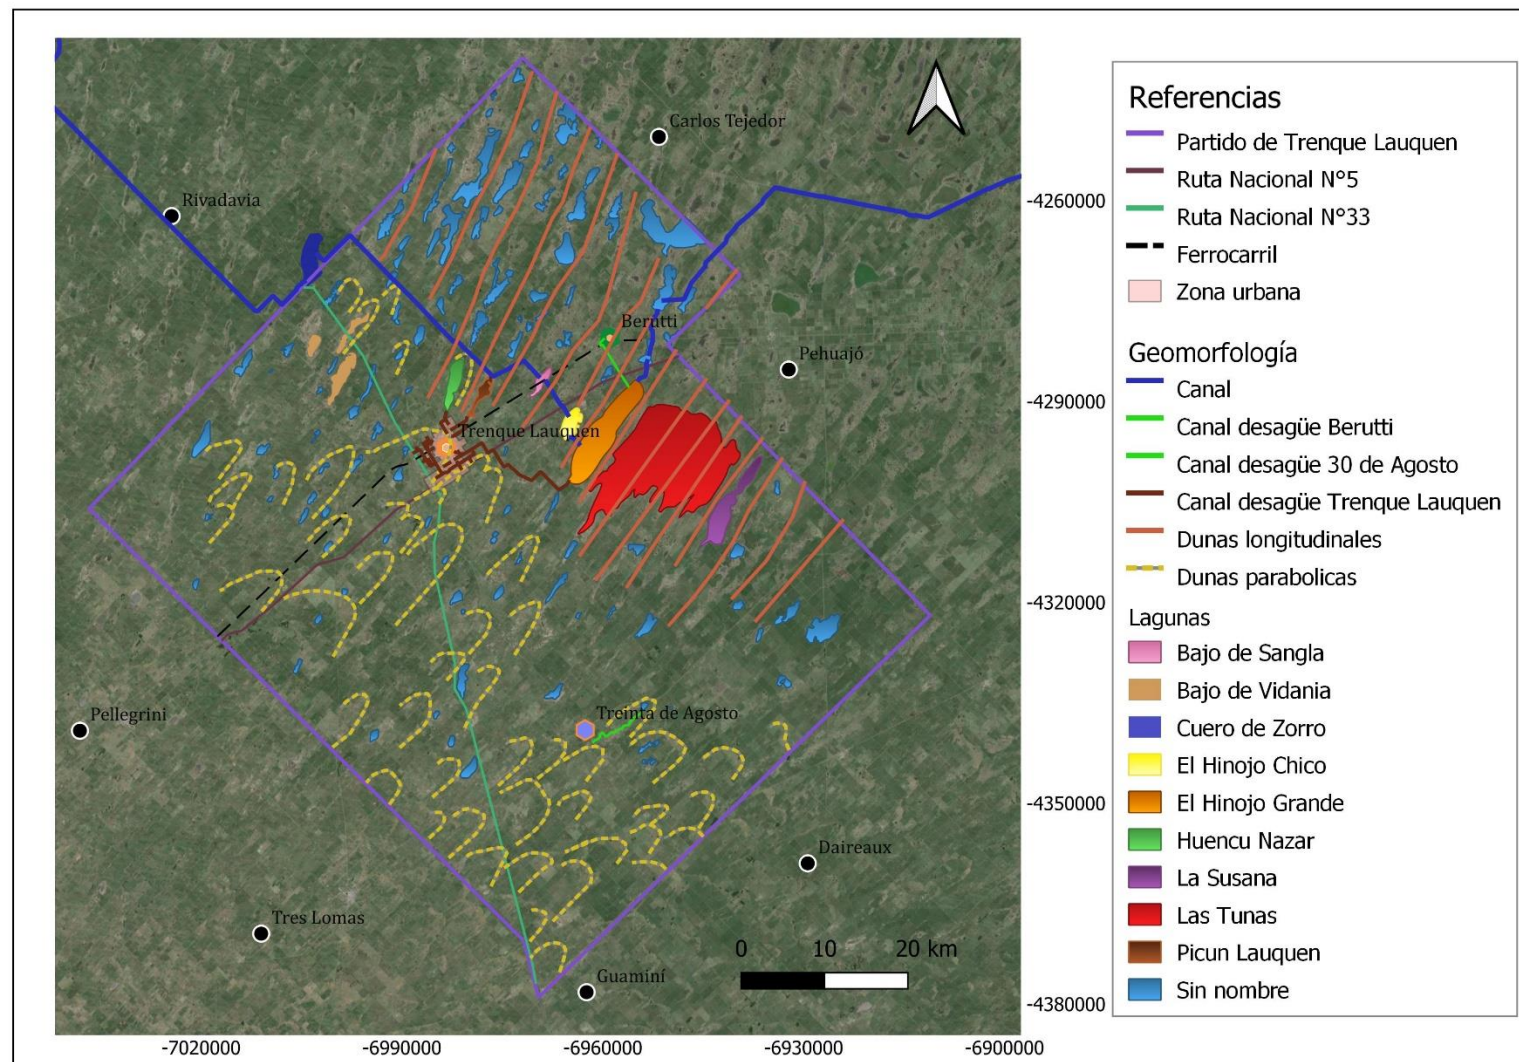 Carlos Tejedor
Rivadavia
Berutti
Pehuajó
Trenque Lauquen
Pellegrini
Treinta de Agosto
Daireaux
Tres Lomas
Guaminí
0 10 20 km
-4260000
-4290000
-4320000
-4350000
-4380000
-7020000 -6990000 -6960000 -6930000 -6900000
Referencias
Partido de Trenque Lauquen
Ruta Nacional N°5
Ruta Nacional N°33
Ferrocarril
Zona urbana
Geomorfología
Canal
Canal desagüe Berutti
Canal desagüe 30 de Agosto
Canal desagüe Trenque Lauquen
Dunas longitudinales
Dunas parabolicas
Lagunas
Bajo de Sangla
Bajo de Vidania
Cuero de Zorro
El Hinojo Chico
El Hinojo Grande
Huencu Nazar
La Susana
Las Tunas
Picun Lauquen
Sin nombre